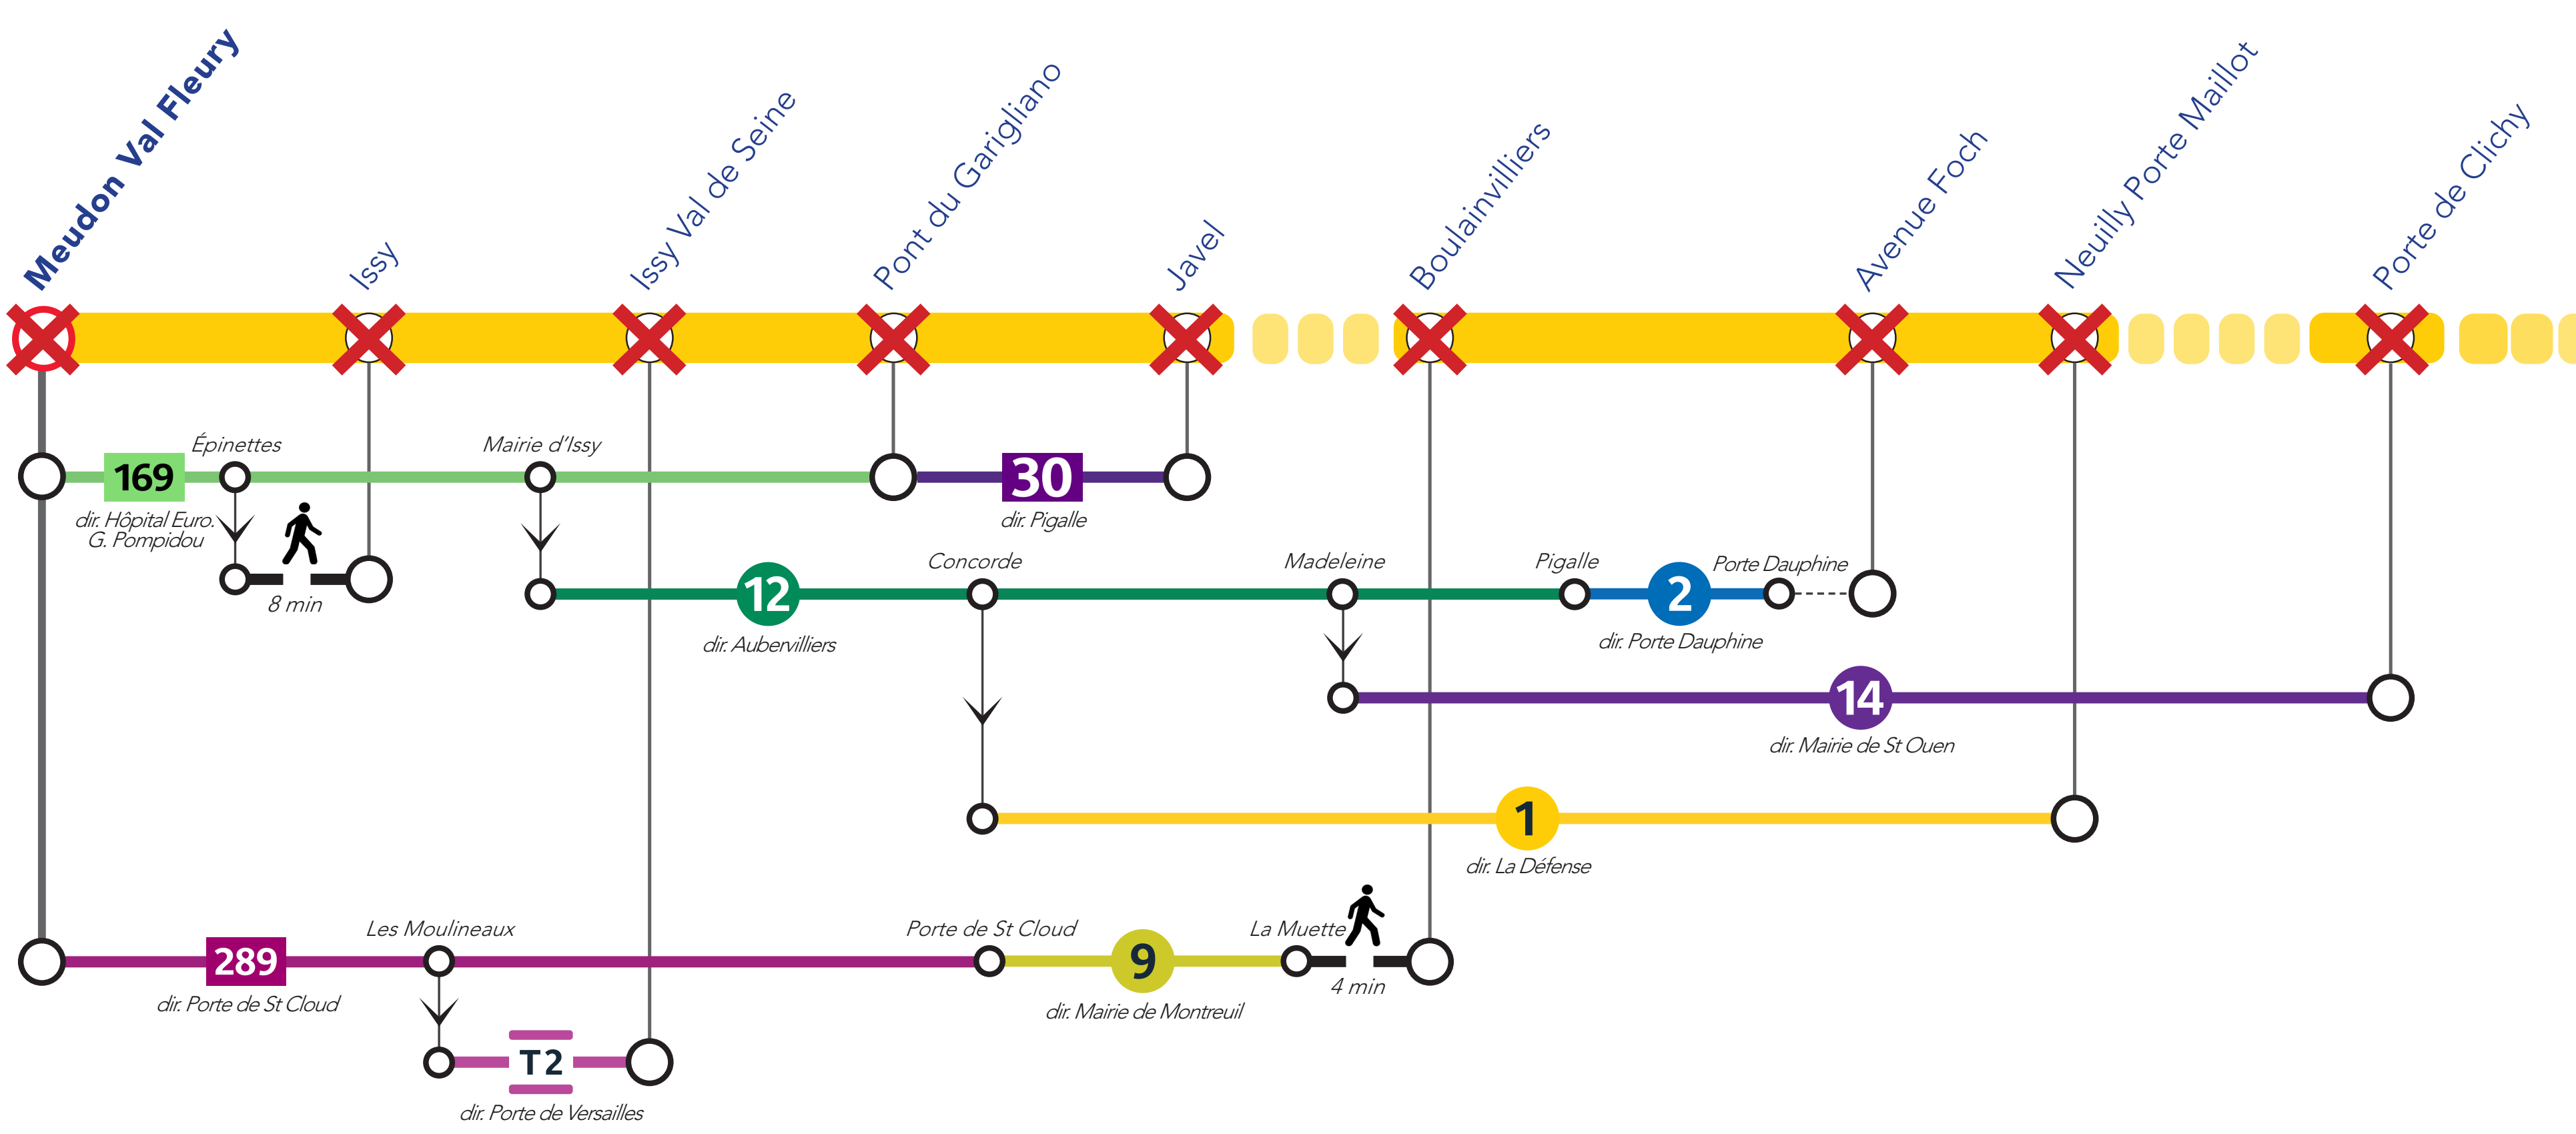 Meudon Val Fleury
Issy
Issy Val de Seine
Pont du Garigliano
Javel
Boulainvilliers
Avenue Foch
Neuilly Porte Maillot
Porte de Clichy
Épinettes
Mairie d'Issy
169
30
dir. Hôpital Euro.
G. Pompidou
dir. Pigalle
8 min
Concorde
Madeleine
Pigalle
Porte Dauphine
12
2
dir. Aubervilliers
dir. Porte Dauphine
14
dir. Mairie de St Ouen
1
dir. La Défense
Les Moulineaux
Porte de St Cloud
La Muette
289
9
4 min
dir. Porte de St Cloud
dir. Mairie de Montreuil
T2
dir. Porte de Versailles